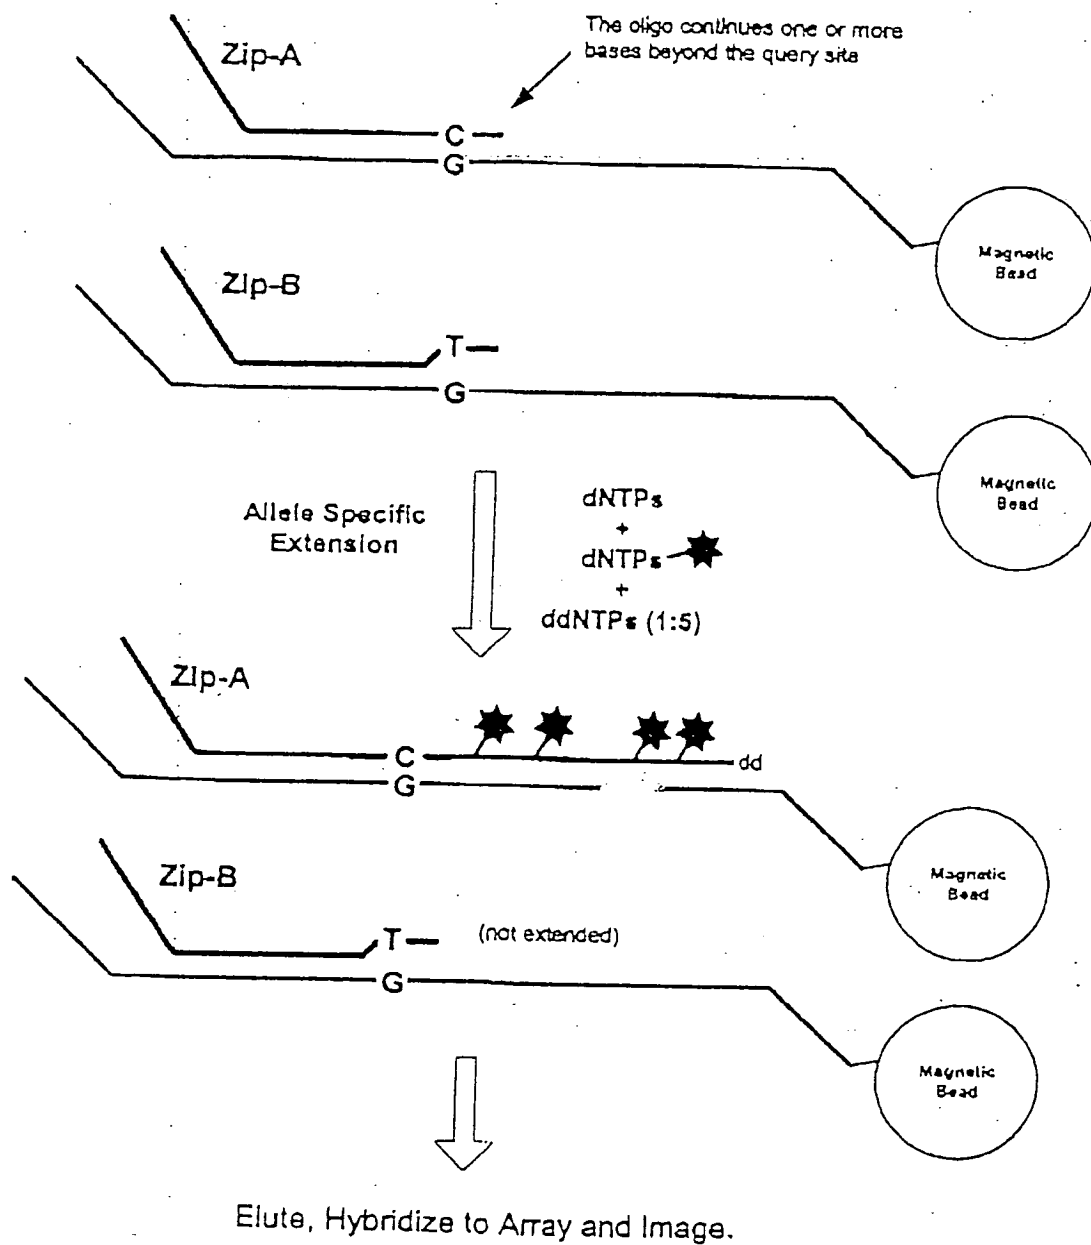 The oligo continues one or more
bases beyond the query site
Zip-A
C
G
Magnetic
Bead
Zip-B
T
G
Magnetic
Bead
Allele Specific
Extension
dNTPs
+
dNTPs
+
ddNTPs (1:5)
Zip-A
C
dd
G
Magnetic
Bead
Zip-B
T
(not extended)
G
Magnetic
Bead
Elute, Hybridize to Array and Image.